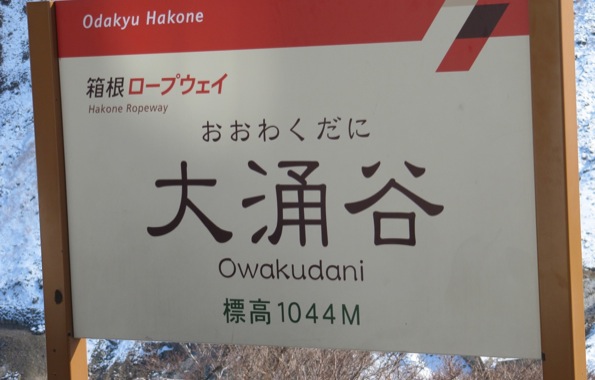 Odakyu Hakone
箱根ロープウェイ
Hakone Ropeway
おおわくだに
大涌谷
Owakudani
標高1044M